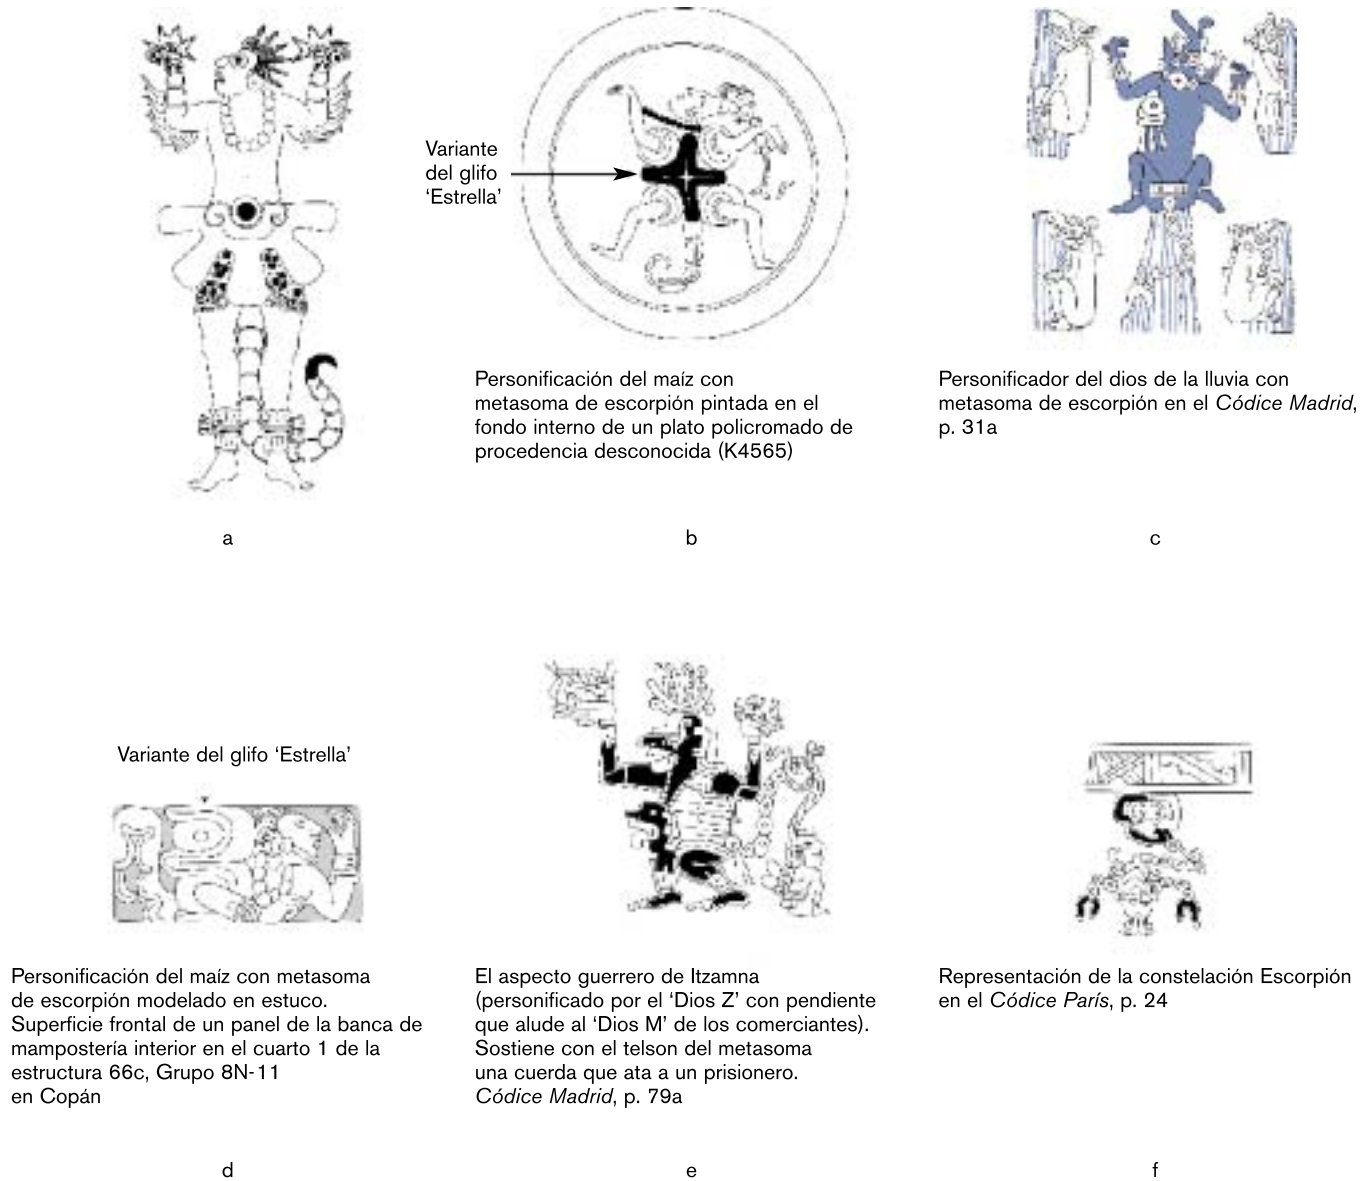 Variante
del glifo
‘Estrella’
Personificación del maíz con
metasoma de escorpión pintada en el
fondo interno de un plato policromado de
procedencia desconocida (K4565)
Personificador del dios de la lluvia con
metasoma de escorpión en el Códice Madrid,
p. 31a
a
b
c
Variante del glifo ‘Estrella’
Personificación del maíz con metasoma
de escorpión modelado en estuco.
Superficie frontal de un panel de la banca de
mampostería interior en el cuarto 1 de la
estructura 66c, Grupo 8N-11
en Copán
El aspecto guerrero de Itzamna
(personificado por el ‘Dios Z’ con pendiente
que alude al ‘Dios M’ de los comerciantes).
Sostiene con el telson del metasoma
una cuerda que ata a un prisionero.
Códice Madrid, p. 79a
Representación de la constelación Escorpión
en el Códice París, p. 24
d
e
f